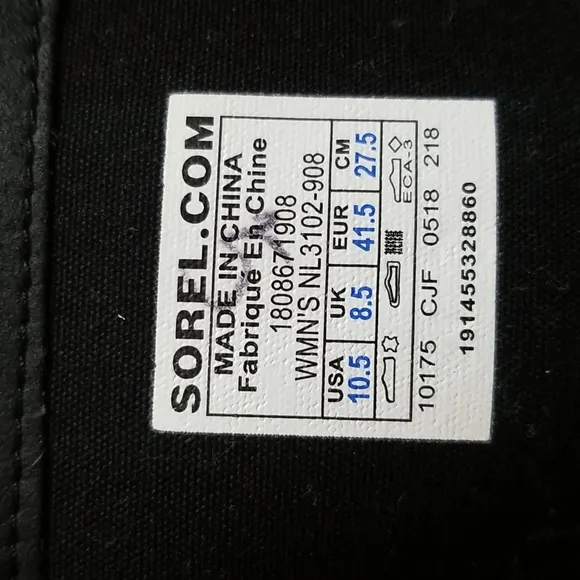 SOREL.COM
MADE IN CHINA
Fabriqué En Chine
1808671908
WMN'S NL3102-908
USA UK EUR CM
10.5 8.5 41.5 27.5
ECA-3
10175 CJF 0518 218
191455328860